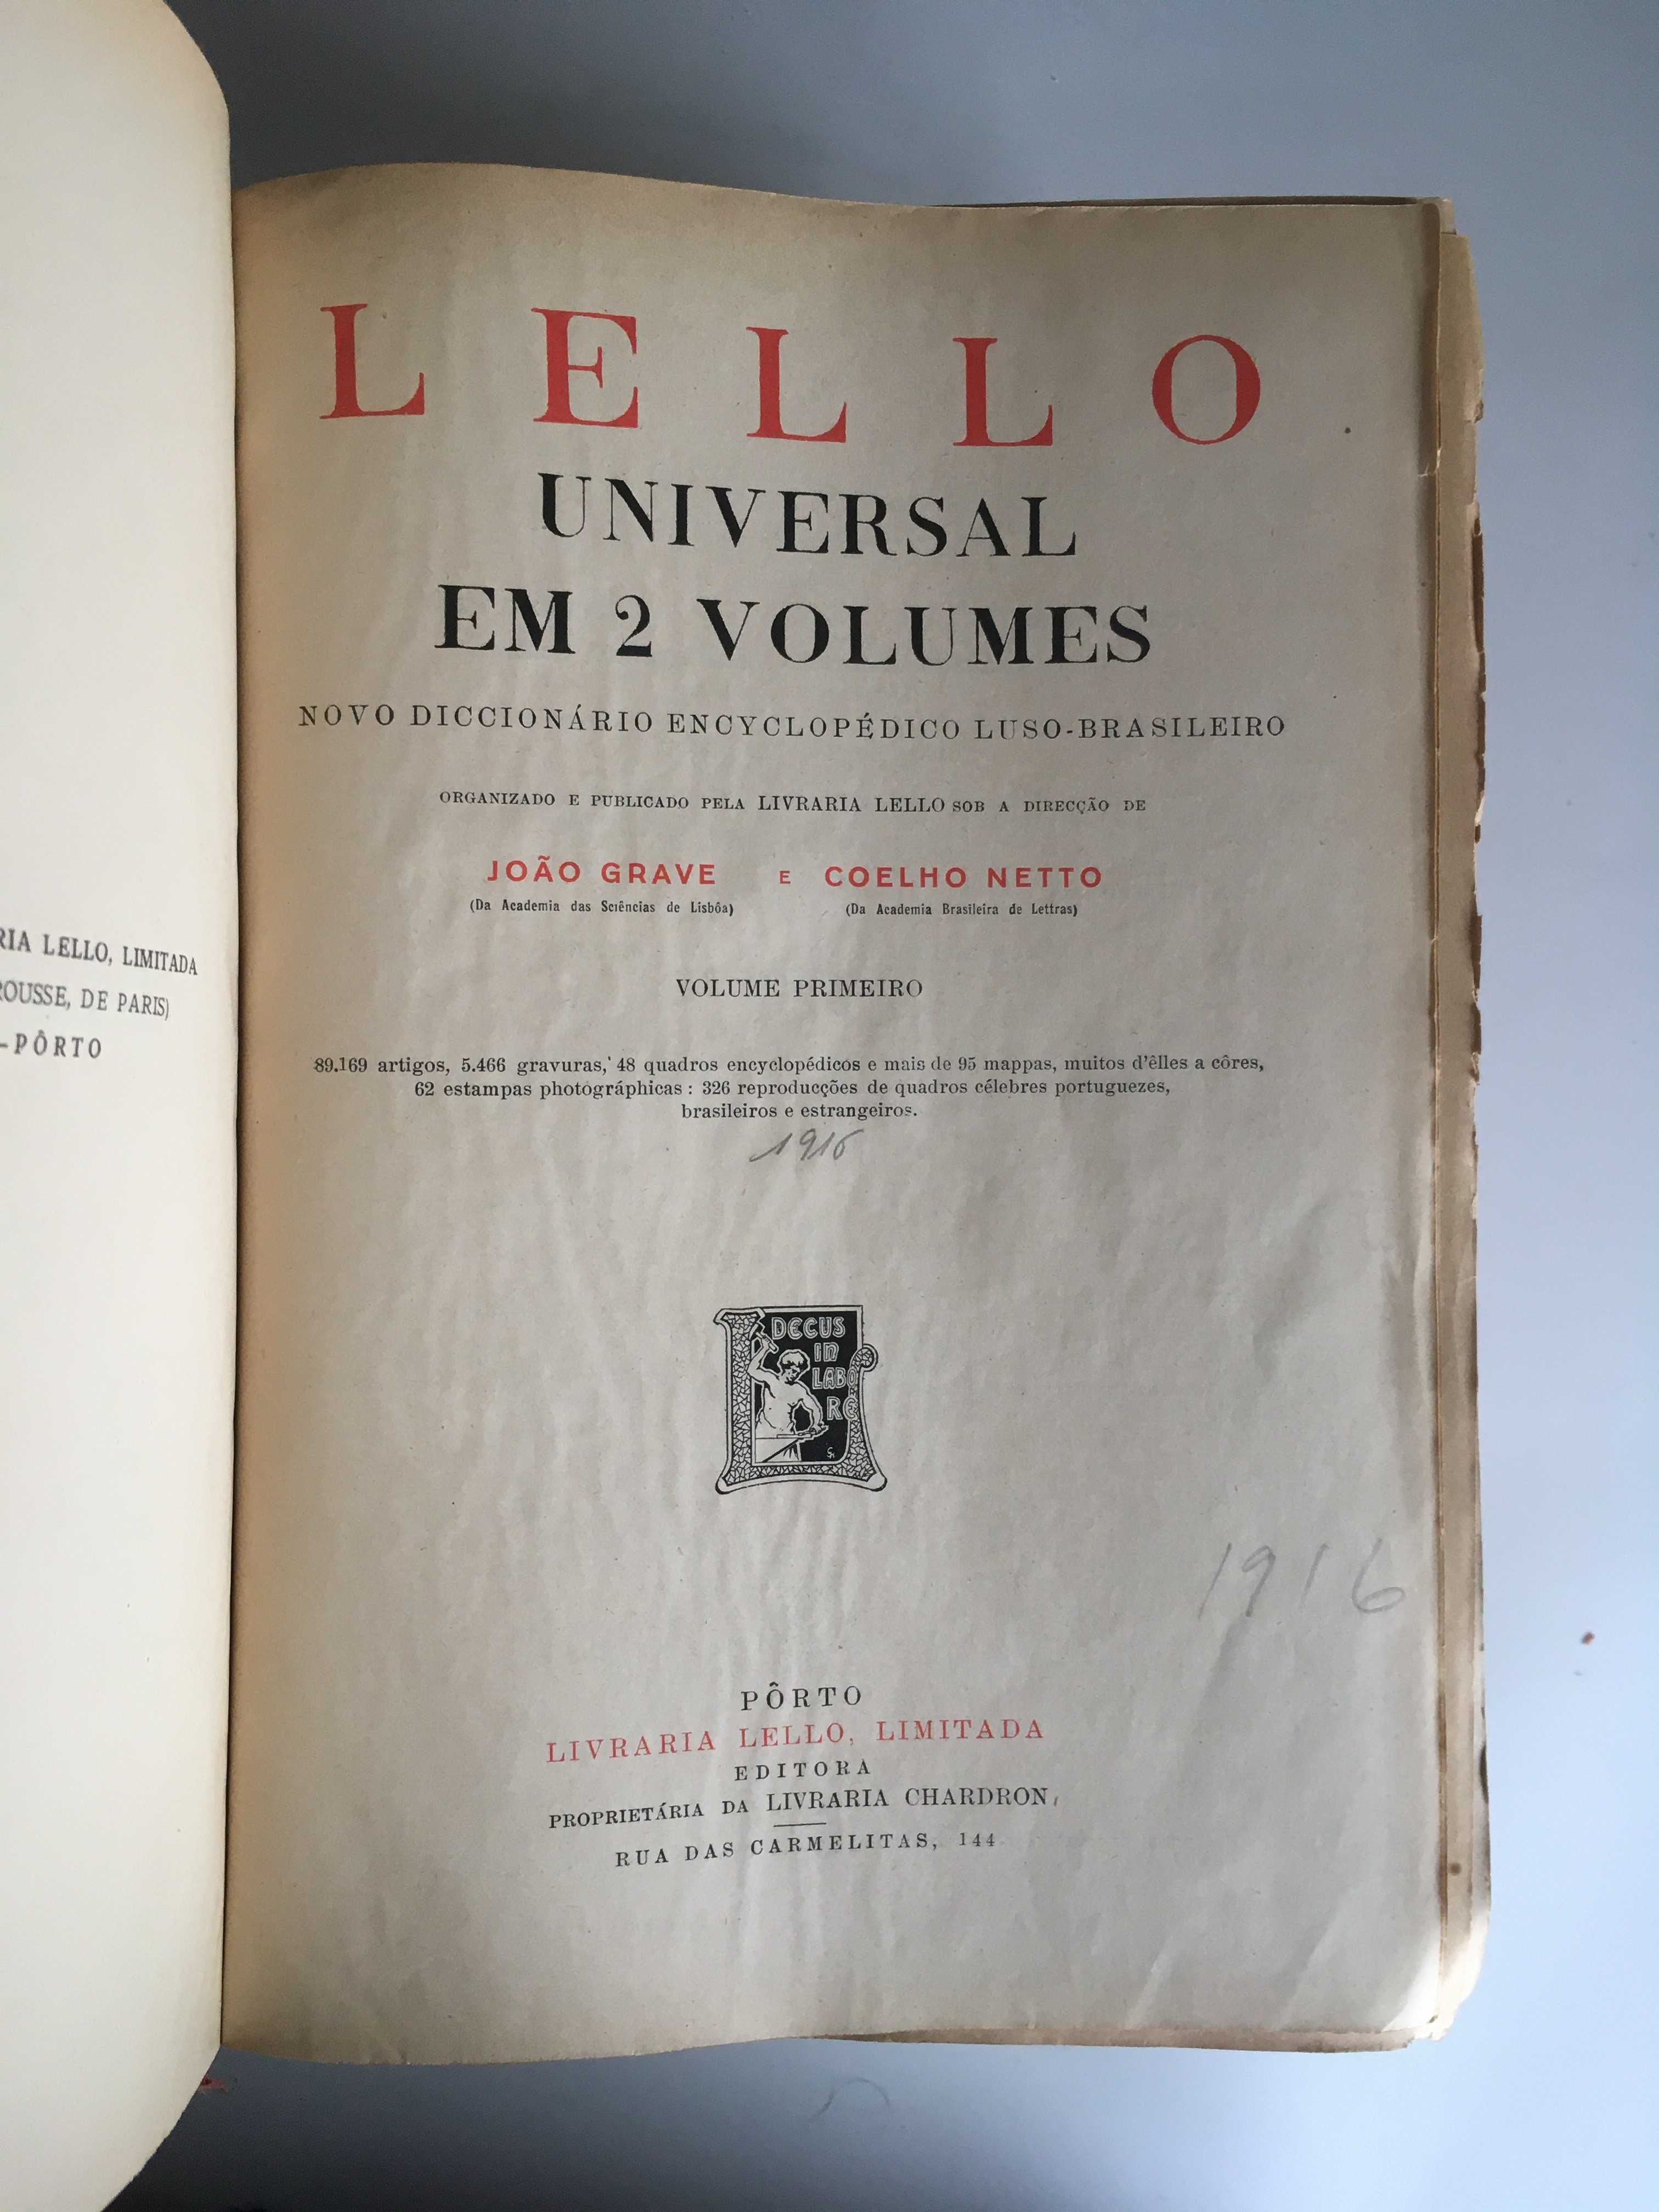 RIA LELLO, LIMITADA
ROUSSE, DE PARIS)
-PÔRTO
LELLO
UNIVERSAL
EM 2 VOLUMES
NOVO DICCIONÁRIO ENCYCLOPÉDICO LUSO-BRASILEIRO
ORGANIZADO E PUBLICADO PELA LIVRARIA LELLO SOB A DIRECÇÃO DE
JOÃO GRAVE E COELHO NETTO
(Da Academia das Sciências de Lisbôa) (Da Academia Brasileira de Lettras)
VOLUME PRIMEIRO
89.169 artigos, 5.466 gravuras, 48 quadros encyclopédicos e mais de 95 mappas, muitos d'êlles a côres,
62 estampas photográphicas : 326 reproducções de quadros célebres portuguezes,
brasileiros e estrangeiros.
1916
DECUS
IN
LABO
RE
1916
PÔRTO
LIVRARIA LELLO, LIMITADA
EDITORA
PROPRIETÁRIA DA LIVRARIA CHARDRON,
RUA DAS CARMELITAS, 144